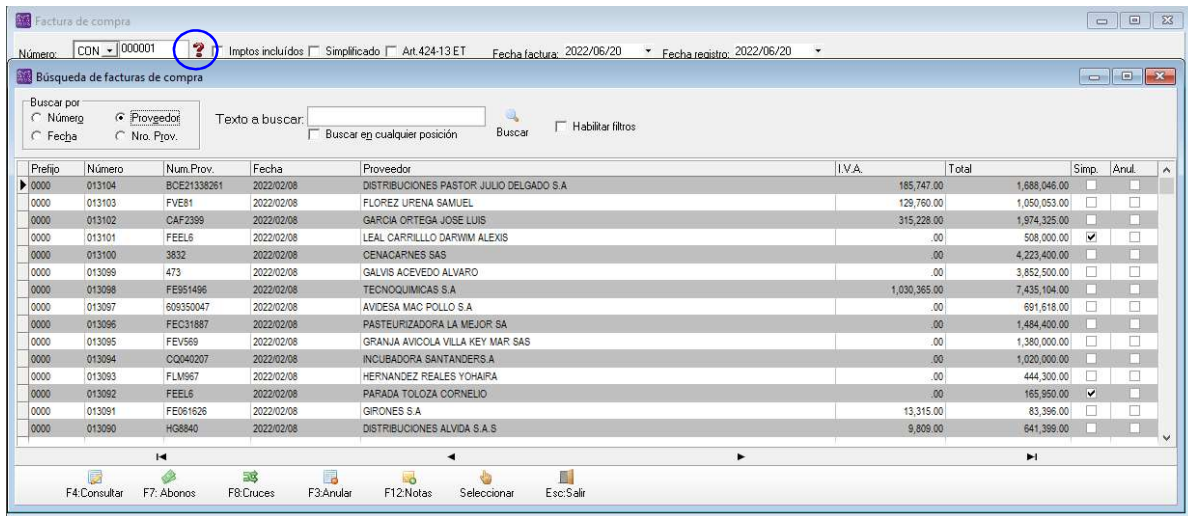 Factura de compra
Número: CON 000001 ? Imptos incluídos Simplificado Art.424-13 ET Fecha factura: 2022/06/20 Fecha registro: 2022/06/20
Búsqueda de facturas de compra
Buscar por
Número Proveedor Texto a buscar:
Fecha Nro. Prov. Buscar en cualquier posición Buscar Habilitar filtros
Prefijo Número Num.Prov. Fecha Proveedor I.V.A. Total Simp. Anul.
0000 013104 BCE21338261 2022/02/08 DISTRIBUCIONES PASTOR JULIO DELGADO S.A 185,747.00 1,688,046.00
0000 013103 FVE81 2022/02/08 FLOREZ URENA SAMUEL 129,760.00 1,050,053.00
0000 013102 CAF2399 2022/02/08 GARCIA ORTEGA JOSE LUIS 315,228.00 1,974,325.00
0000 013101 FEEL6 2022/02/08 LEAL CARRILLLO DARWIM ALEXIS .00 508,000.00
0000 013100 3832 2022/02/08 CENACARNES SAS .00 4,223,400.00
0000 013099 473 2022/02/08 GALVIS ACEVEDO ALVARO .00 3,852,500.00
0000 013098 FE951496 2022/02/08 TECNOQUIMICAS S.A 1,030,365.00 7,435,104.00
0000 013097 609350047 2022/02/08 AVIDESA MAC POLLO S.A .00 691,618.00
0000 013096 FEC31887 2022/02/08 PASTEURIZADORA LA MEJOR SA .00 1,484,400.00
0000 013095 FEV569 2022/02/08 GRANJA AVICOLA VILLA KEY MAR SAS .00 1,380,000.00
0000 013094 CQ040207 2022/02/08 INCUBADORA SANTANDERS.A .00 1,020,000.00
0000 013093 FLM967 2022/02/08 HERNANDEZ REALES YOHAIRA .00 444,300.00
0000 013092 FEEL6 2022/02/08 PARADA TOLOZA CORNELIO .00 165,950.00
0000 013091 FE061626 2022/02/08 GIRONES S.A 13,315.00 83,396.00
0000 013090 HG8840 2022/02/08 DISTRIBUCIONES ALVIDA S.A.S 9,809.00 641,399.00
F4:Consultar F7: Abonos F8:Cruces F3:Anular F12:Notas Seleccionar Esc:Salir